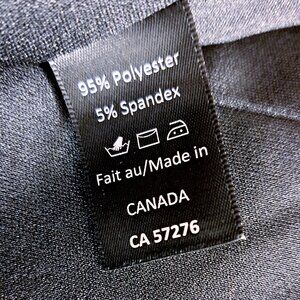 95% Polyester
5% Spandex
Fait au/Made in
CANADA
CA 57276